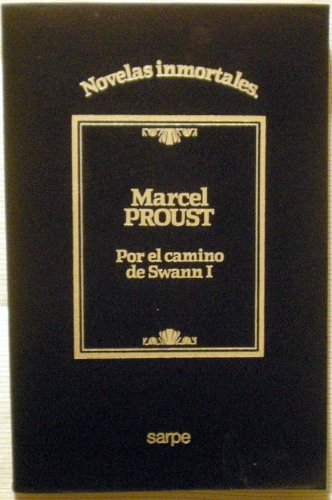 Novelas inmortales.
Marcel
PROUST
Por el camino
de Swann I
sarpe